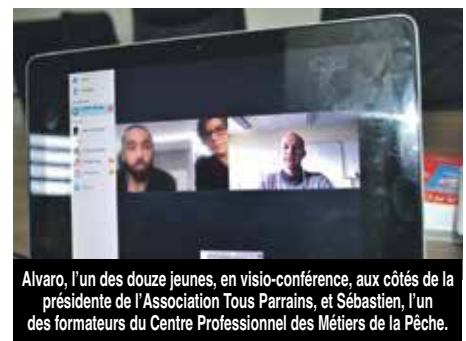 Alvaro, l'un des douze jeunes, en visio-conférence, aux côtés de la
présidente de l'Association Tous Parrains, et Sébastien, l'un
des formateurs du Centre Professionnel des Métiers de la Pêche.